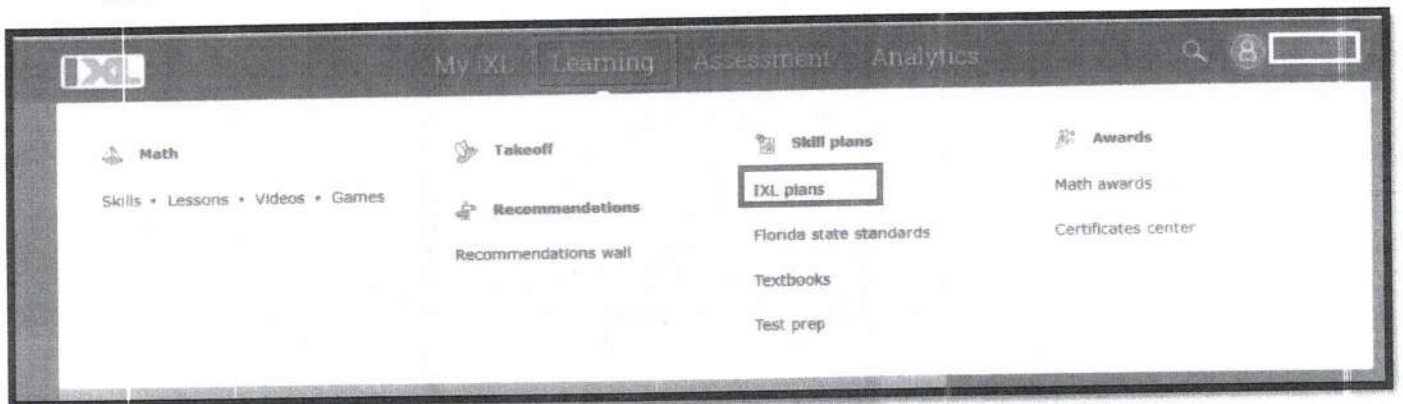 IXL
My IXL Learning Assessment Analytics
Math
Skills • Lessons • Videos • Games
Takeoff
Recommendations
Recommendations wall
Skill plans
IXL plans
Florida state standards
Textbooks
Test prep
Awards
Math awards
Certificates center